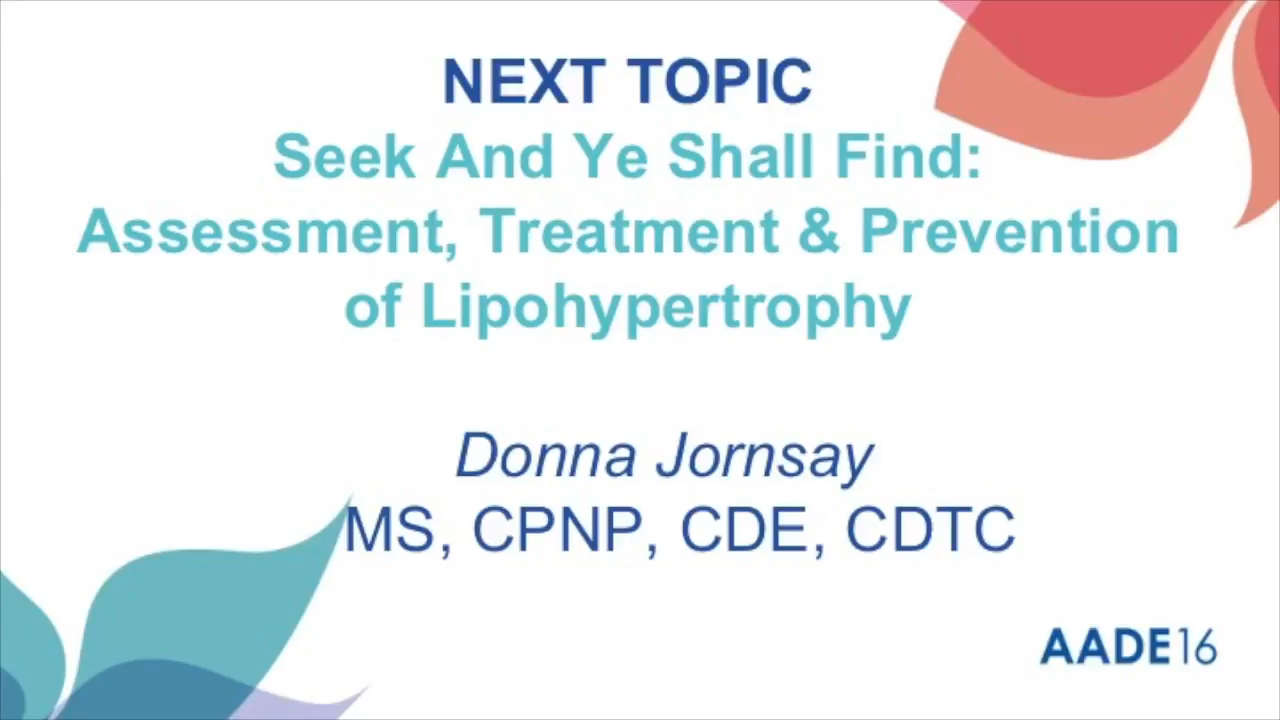 NEXT TOPIC
Seek And Ye Shall Find:
Assessment, Treatment & Prevention
of Lipohypertrophy
Donna Jornsay
MS, CPNP, CDE, CDTC
AADE16